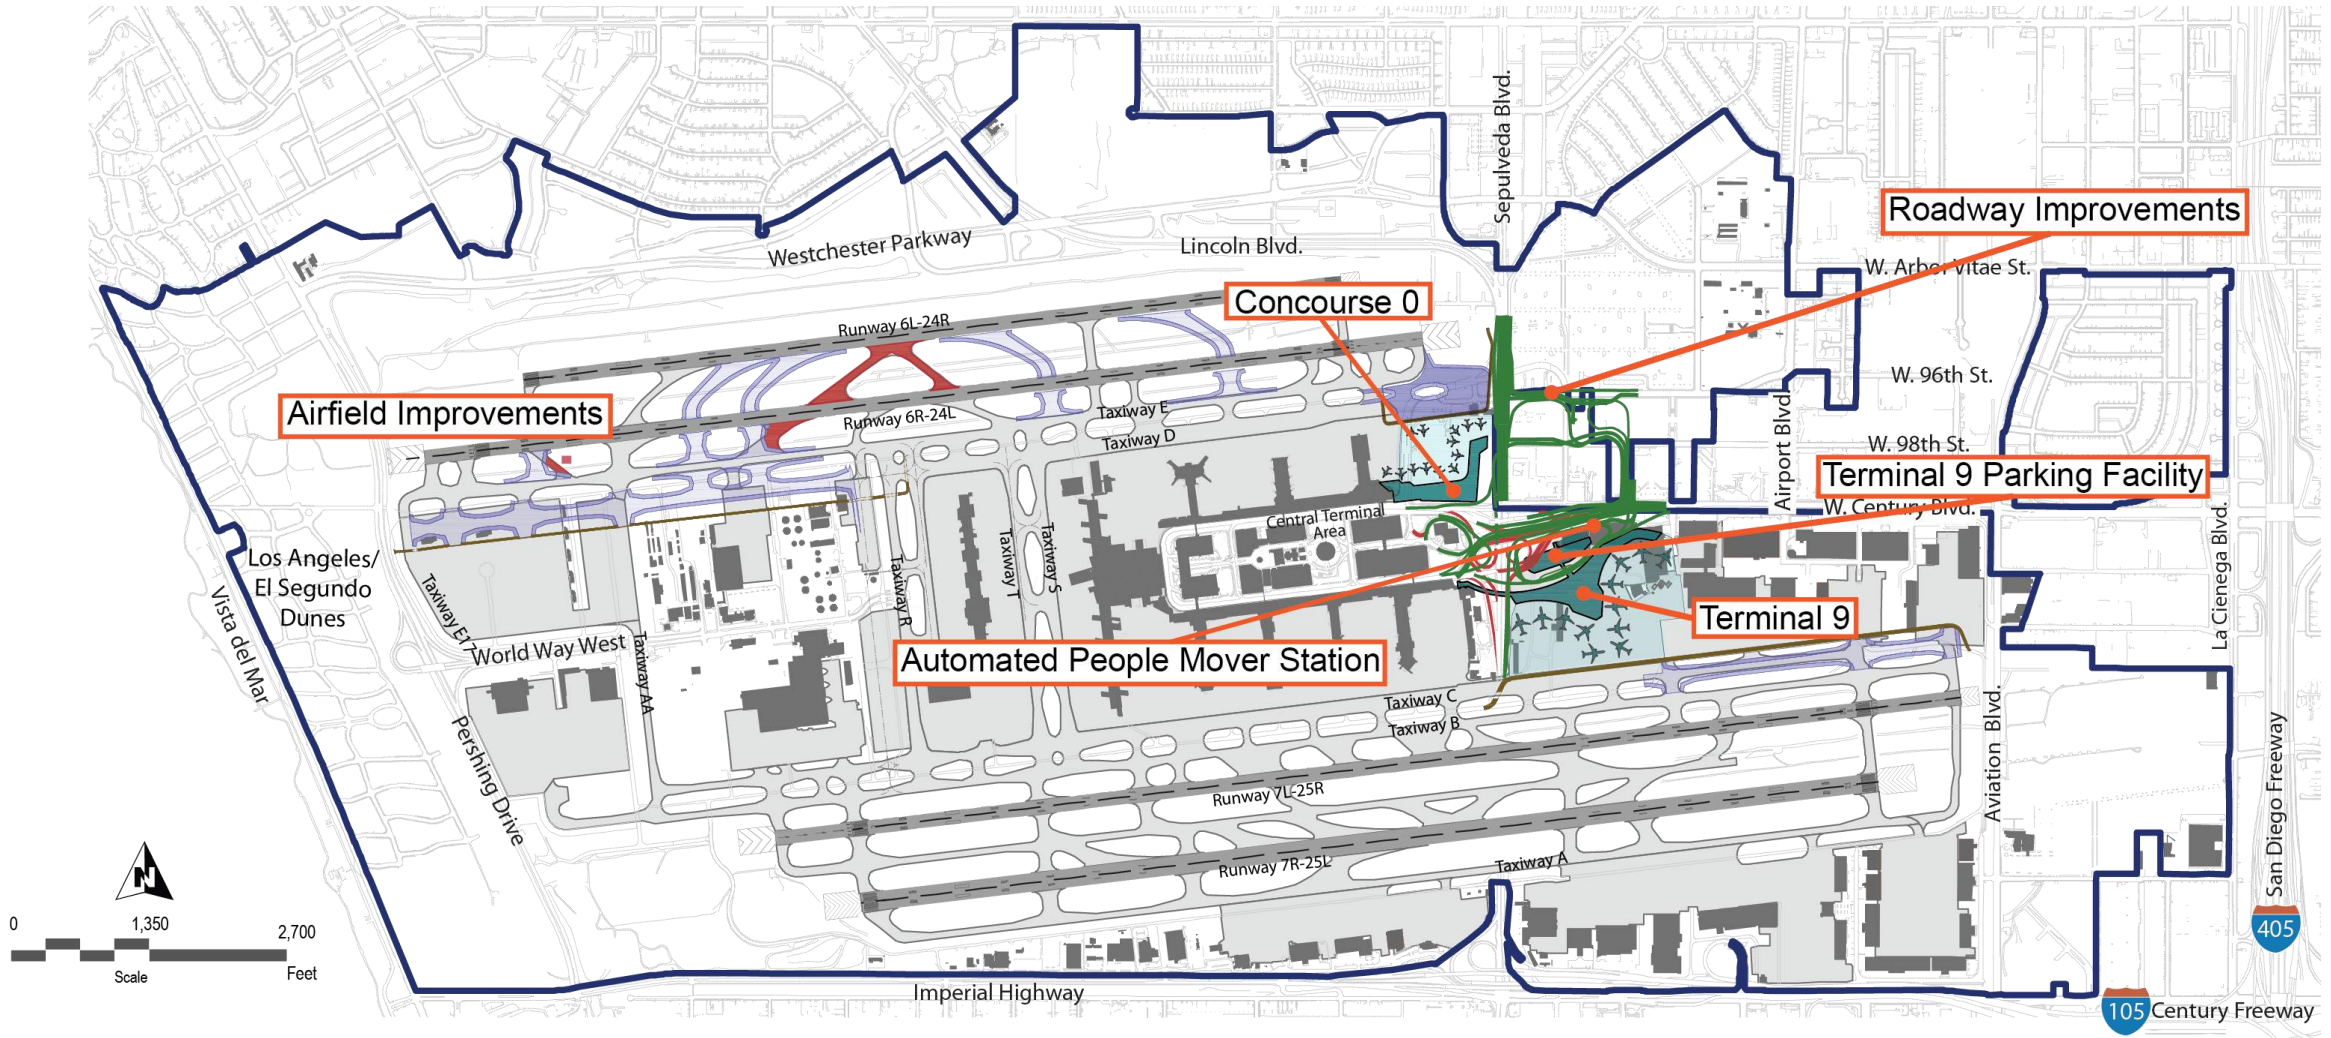 Sepulveda Blvd.
Roadway Improvements
Westchester Parkway
Lincoln Blvd.
W. Arbor Vitae St.
Concourse 0
Runway 6L-24R
W. 96th St.
Airfield Improvements
Taxiway E
Runway 6R-24L
Airport Blvd.
Taxiway D
W. 98th St.
Terminal 9 Parking Facility
W. Century Blvd.
Central Terminal
Area
La Cienega Blvd.
Los Angeles/
El Segundo
Dunes
Taxiway E17
Taxiway R
Taxiway T
Taxiway S
Vista del Mar
World Way West
Taxiway AA
Terminal 9
Automated People Mover Station
Taxiway C
Taxiway B
Pershing Drive
Aviation Blvd.
San Diego Freeway
Runway 7L-25R
Runway 7R-25L
Taxiway A
N
0
1,350
2,700
Scale
Feet
405
Imperial Highway
105
Century Freeway